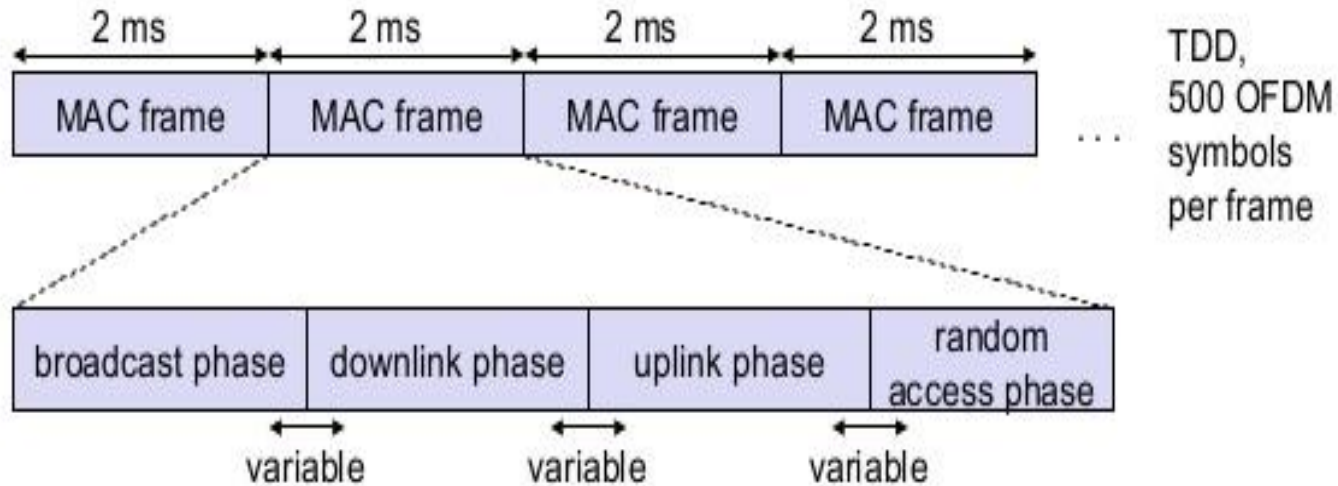 2 ms 2 ms 2 ms 2 ms
MAC frame MAC frame MAC frame MAC frame
. . .
TDD,
500 OFDM
symbols
per frame
broadcast phase downlink phase uplink phase random
access phase
variable variable variable